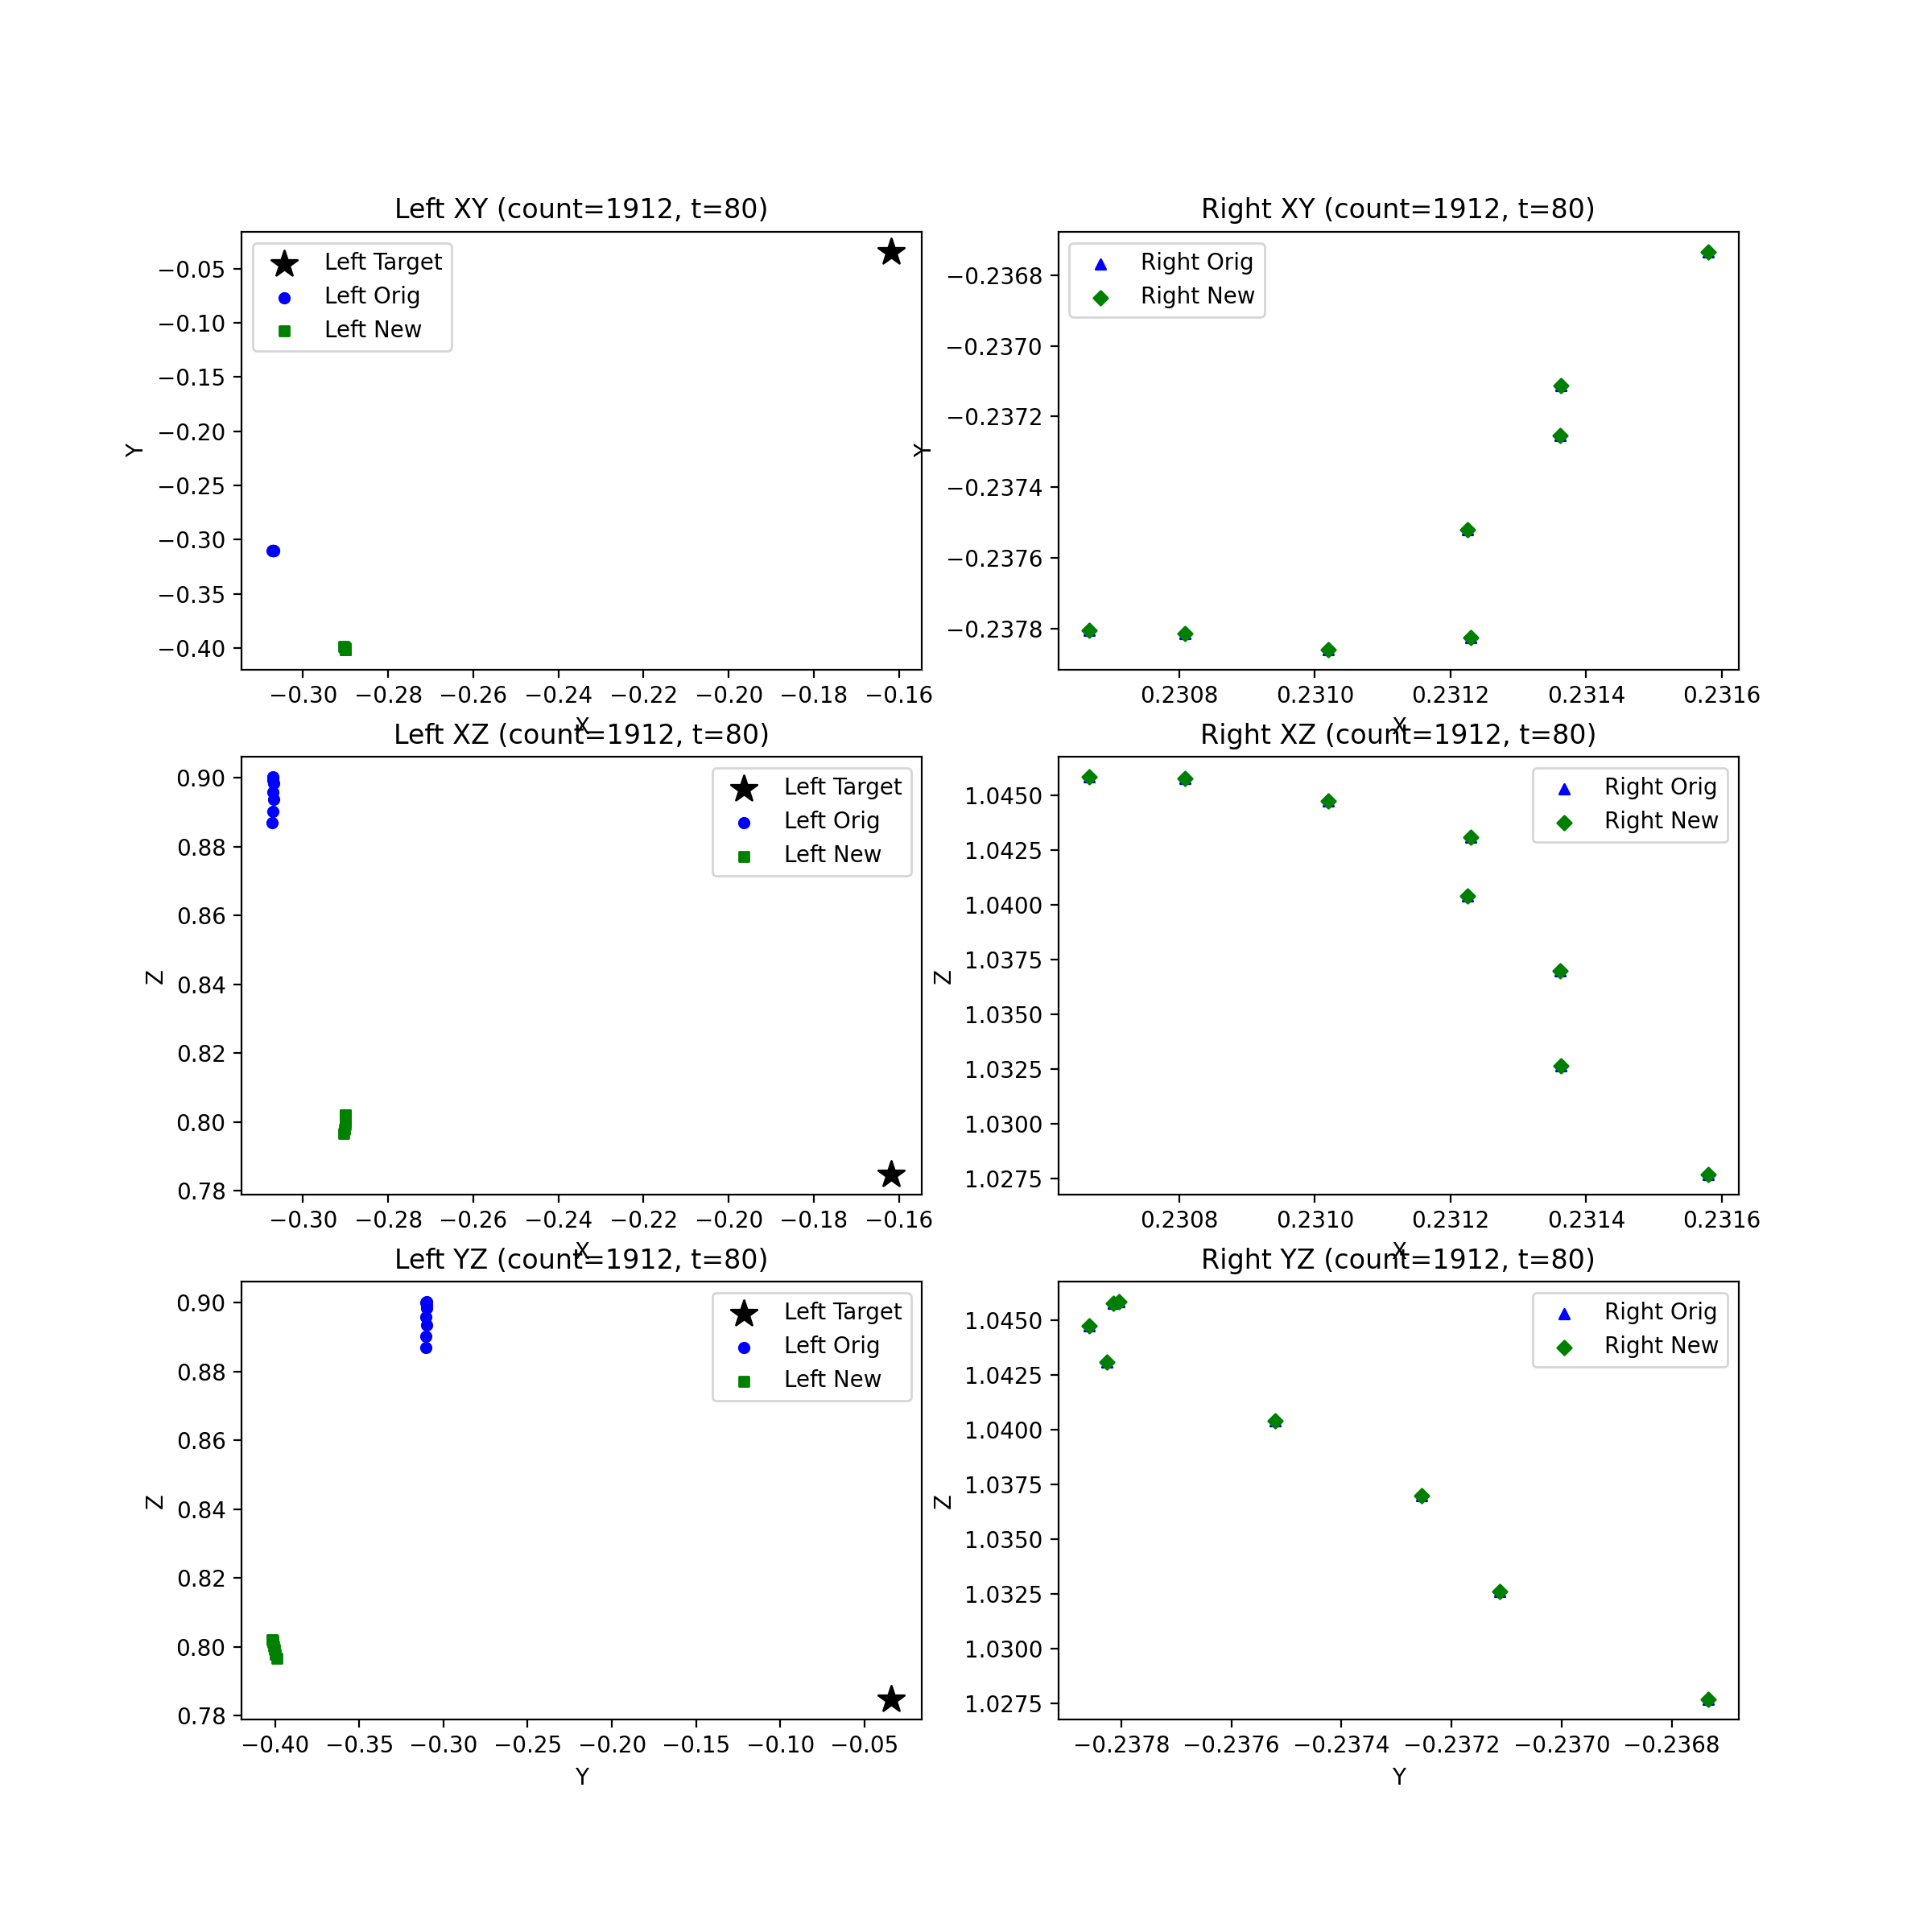 Left XY (count=1912, t=80)
Left Target
Left Orig
Left New
−0.05
−0.10
−0.15
−0.20
−0.25
−0.30
−0.35
−0.40
Y
−0.30 −0.28 −0.26 −0.24 −0.22 −0.20 −0.18 −0.16
X
Right XY (count=1912, t=80)
Right Orig
Right New
−0.2368
−0.2370
−0.2372
−0.2374
−0.2376
−0.2378
Y
0.2308 0.2310 0.2312 0.2314 0.2316
X
Left XZ (count=1912, t=80)
Left Target
Left Orig
Left New
0.90
0.88
0.86
0.84
0.82
0.80
0.78
Z
−0.30 −0.28 −0.26 −0.24 −0.22 −0.20 −0.18 −0.16
X
Right XZ (count=1912, t=80)
Right Orig
Right New
1.0450
1.0425
1.0400
1.0375
1.0350
1.0325
1.0300
1.0275
Z
0.2308 0.2310 0.2312 0.2314 0.2316
X
Left YZ (count=1912, t=80)
Left Target
Left Orig
Left New
0.90
0.88
0.86
0.84
0.82
0.80
0.78
Z
−0.40 −0.35 −0.30 −0.25 −0.20 −0.15 −0.10 −0.05
Y
Right YZ (count=1912, t=80)
Right Orig
Right New
1.0450
1.0425
1.0400
1.0375
1.0350
1.0325
1.0300
1.0275
Z
−0.2378 −0.2376 −0.2374 −0.2372 −0.2370 −0.2368
Y